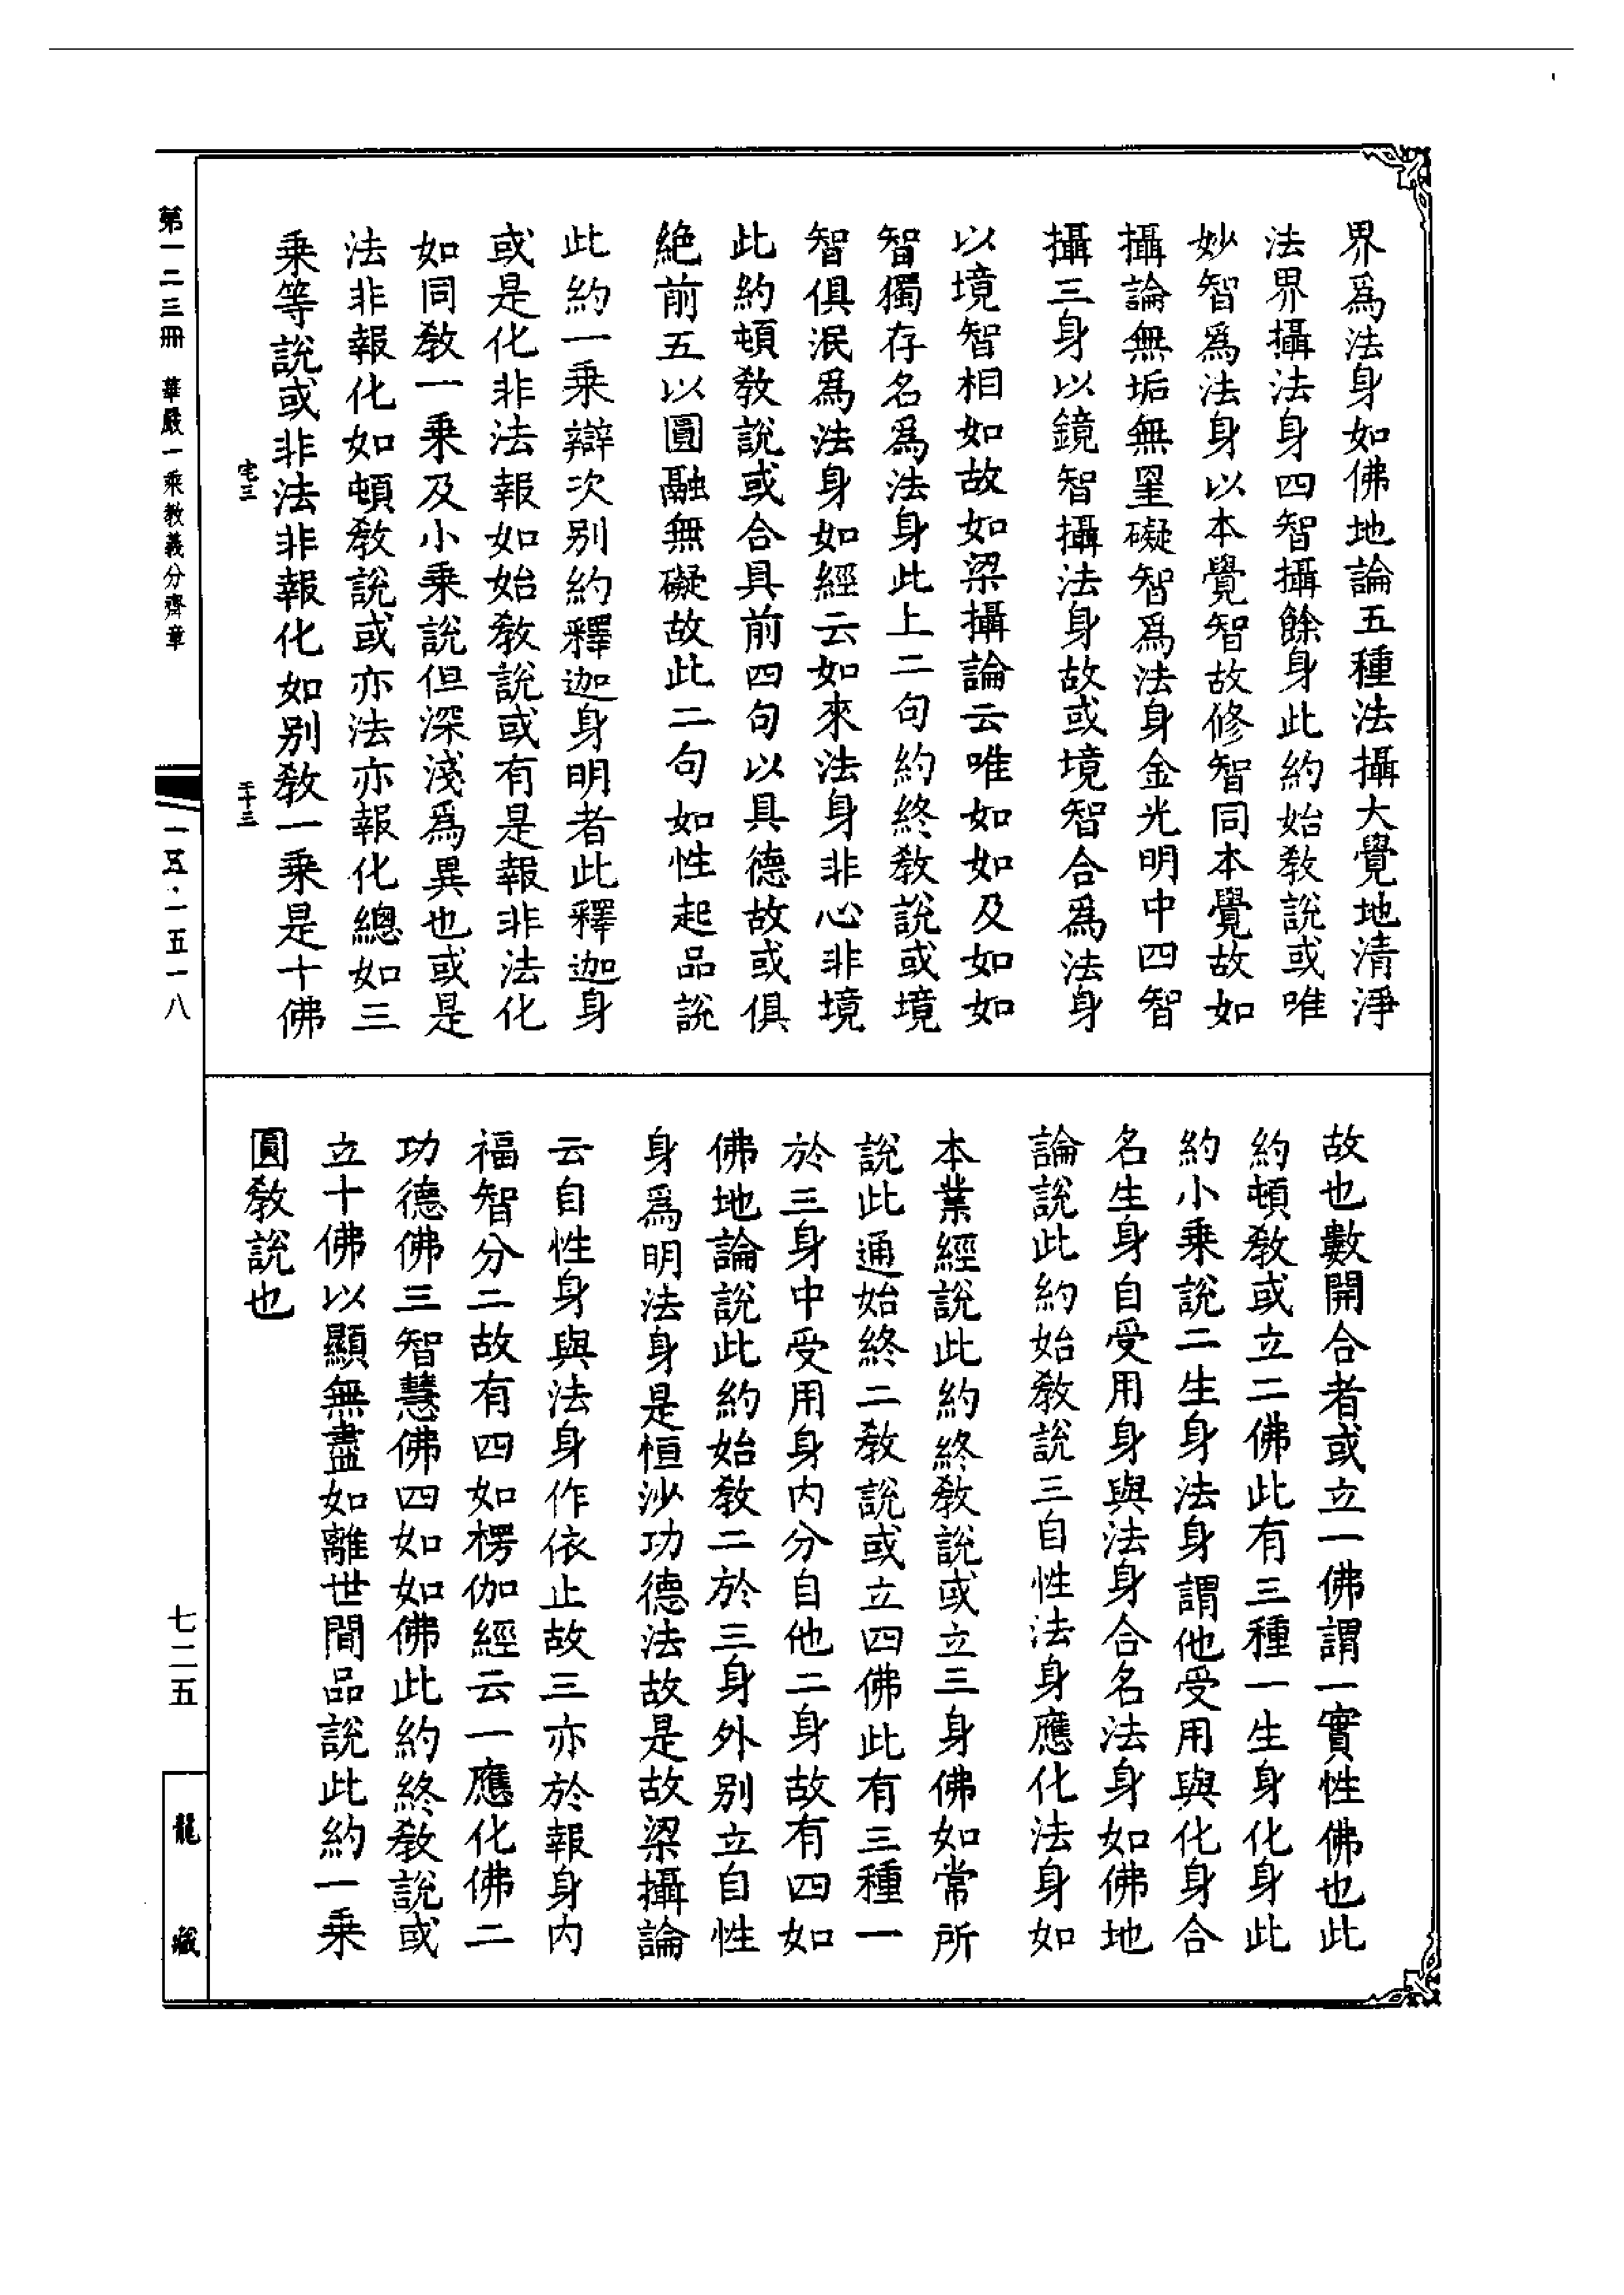 界爲法身如佛地論五種法攝大覺地清淨
法界攝法身四智攝餘身此約始教說或唯
妙智爲法身以本覺智故修智同本覺故如
攝論無垢無罣礙智爲法身金光明中四智
攝三身以鏡智攝法身故或境智合爲法身
以境智相如故如梁攝論云唯如如及如如
智獨存名爲法身此上二句約終教說或境
智俱泯爲法身如經云如來法身非心非境
此約頓教說或合具前四句以具德故或俱
絶前五以圓融無礙故此二句如性起品說
此約一乘辯次別約釋迦身明者此釋迦身
或是化非法報如始教說或有是報非法化
如同教一乘及小乘說但深淺爲異也或是
法非報化如頓教說或亦法亦報化總如三
乘等說或非法非報化如別教一乘是十佛
故也數開合者或立一佛謂一實性佛也此
約頓教或立二佛此有三種一生身化身此
約小乘說二生身法身謂他受用與化身合
名生身自受用身與法身合名法身如佛地
論說此約始教說三自性法身應化法身如
本業經說此約終教說或立三身佛如常所
說此通始終二教說或立四佛此有三種一
於三身中受用身內分自他二身故有四如
佛地論說此約始教二於三身外別立自性
身爲明法身是恒沙功德法故是故梁攝論
云自性身與法身作依止故三亦於報身內
福智分二故有四如楞伽經云一應化佛二
功德佛三智慧佛四如如佛此約終教說或
立十佛以顯無盡如離世間品說此約一乘
圓教說也
第一二三冊 華嚴一乘教義分齊章
宅三
三十三
一五一八
七二五
龍藏